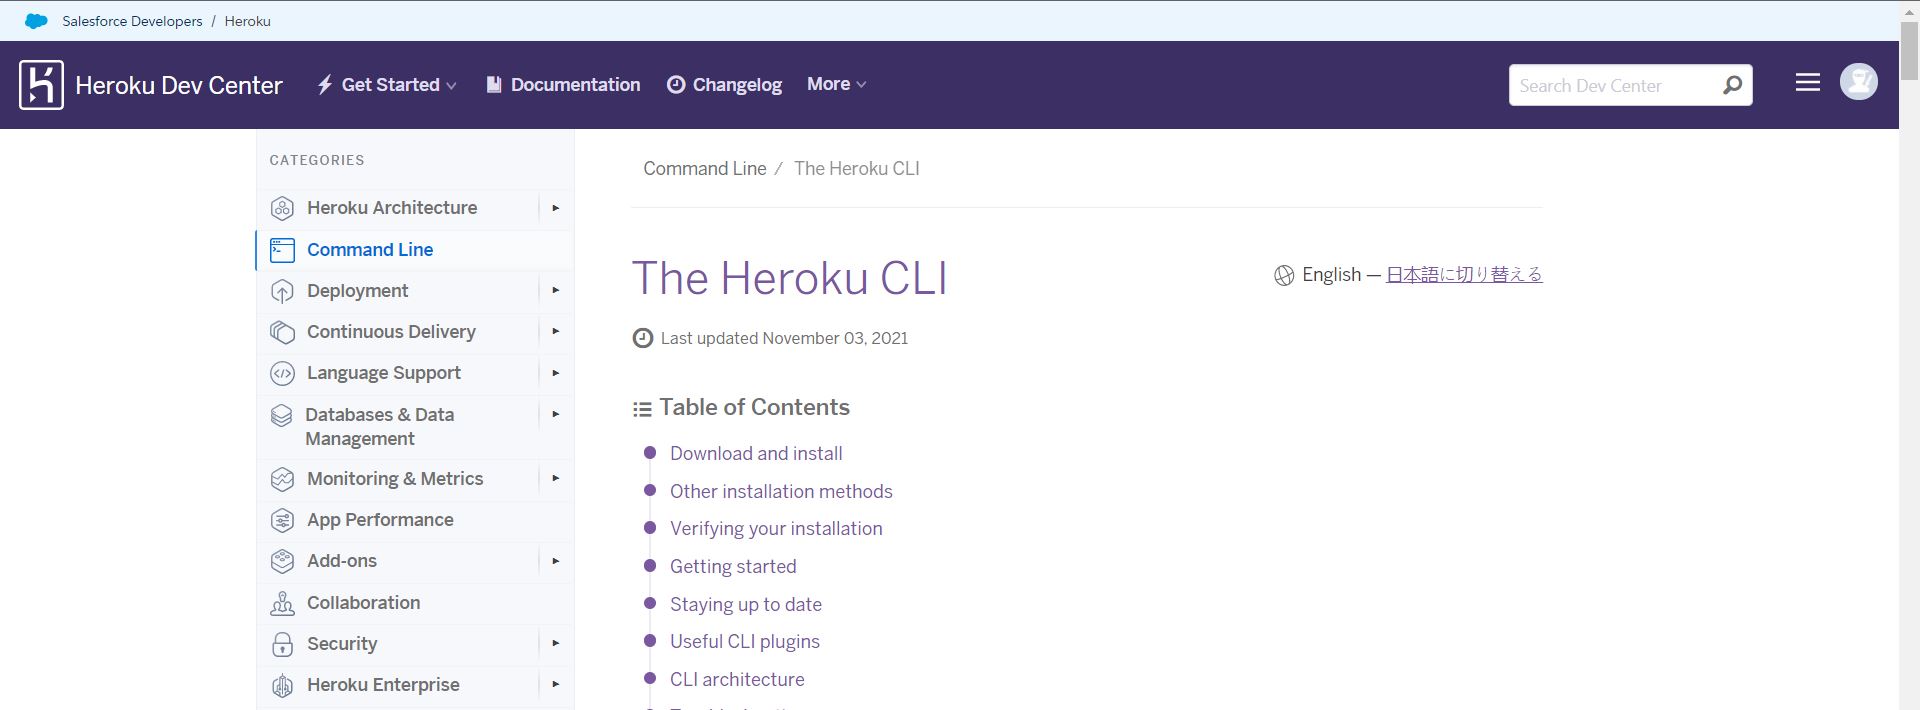 Salesforce Developers / Heroku
Heroku Dev Center
Get Started
Documentation
Changelog
More
Search Dev Center
CATEGORIES
Heroku Architecture
Command Line
Deployment
Continuous Delivery
Language Support
Databases & Data
Management
Monitoring & Metrics
App Performance
Add-ons
Collaboration
Security
Heroku Enterprise
Command Line / The Heroku CLI
The Heroku CLI
English — 日本語に切り替える
Last updated November 03, 2021
Table of Contents
Download and install
Other installation methods
Verifying your installation
Getting started
Staying up to date
Useful CLI plugins
CLI architecture